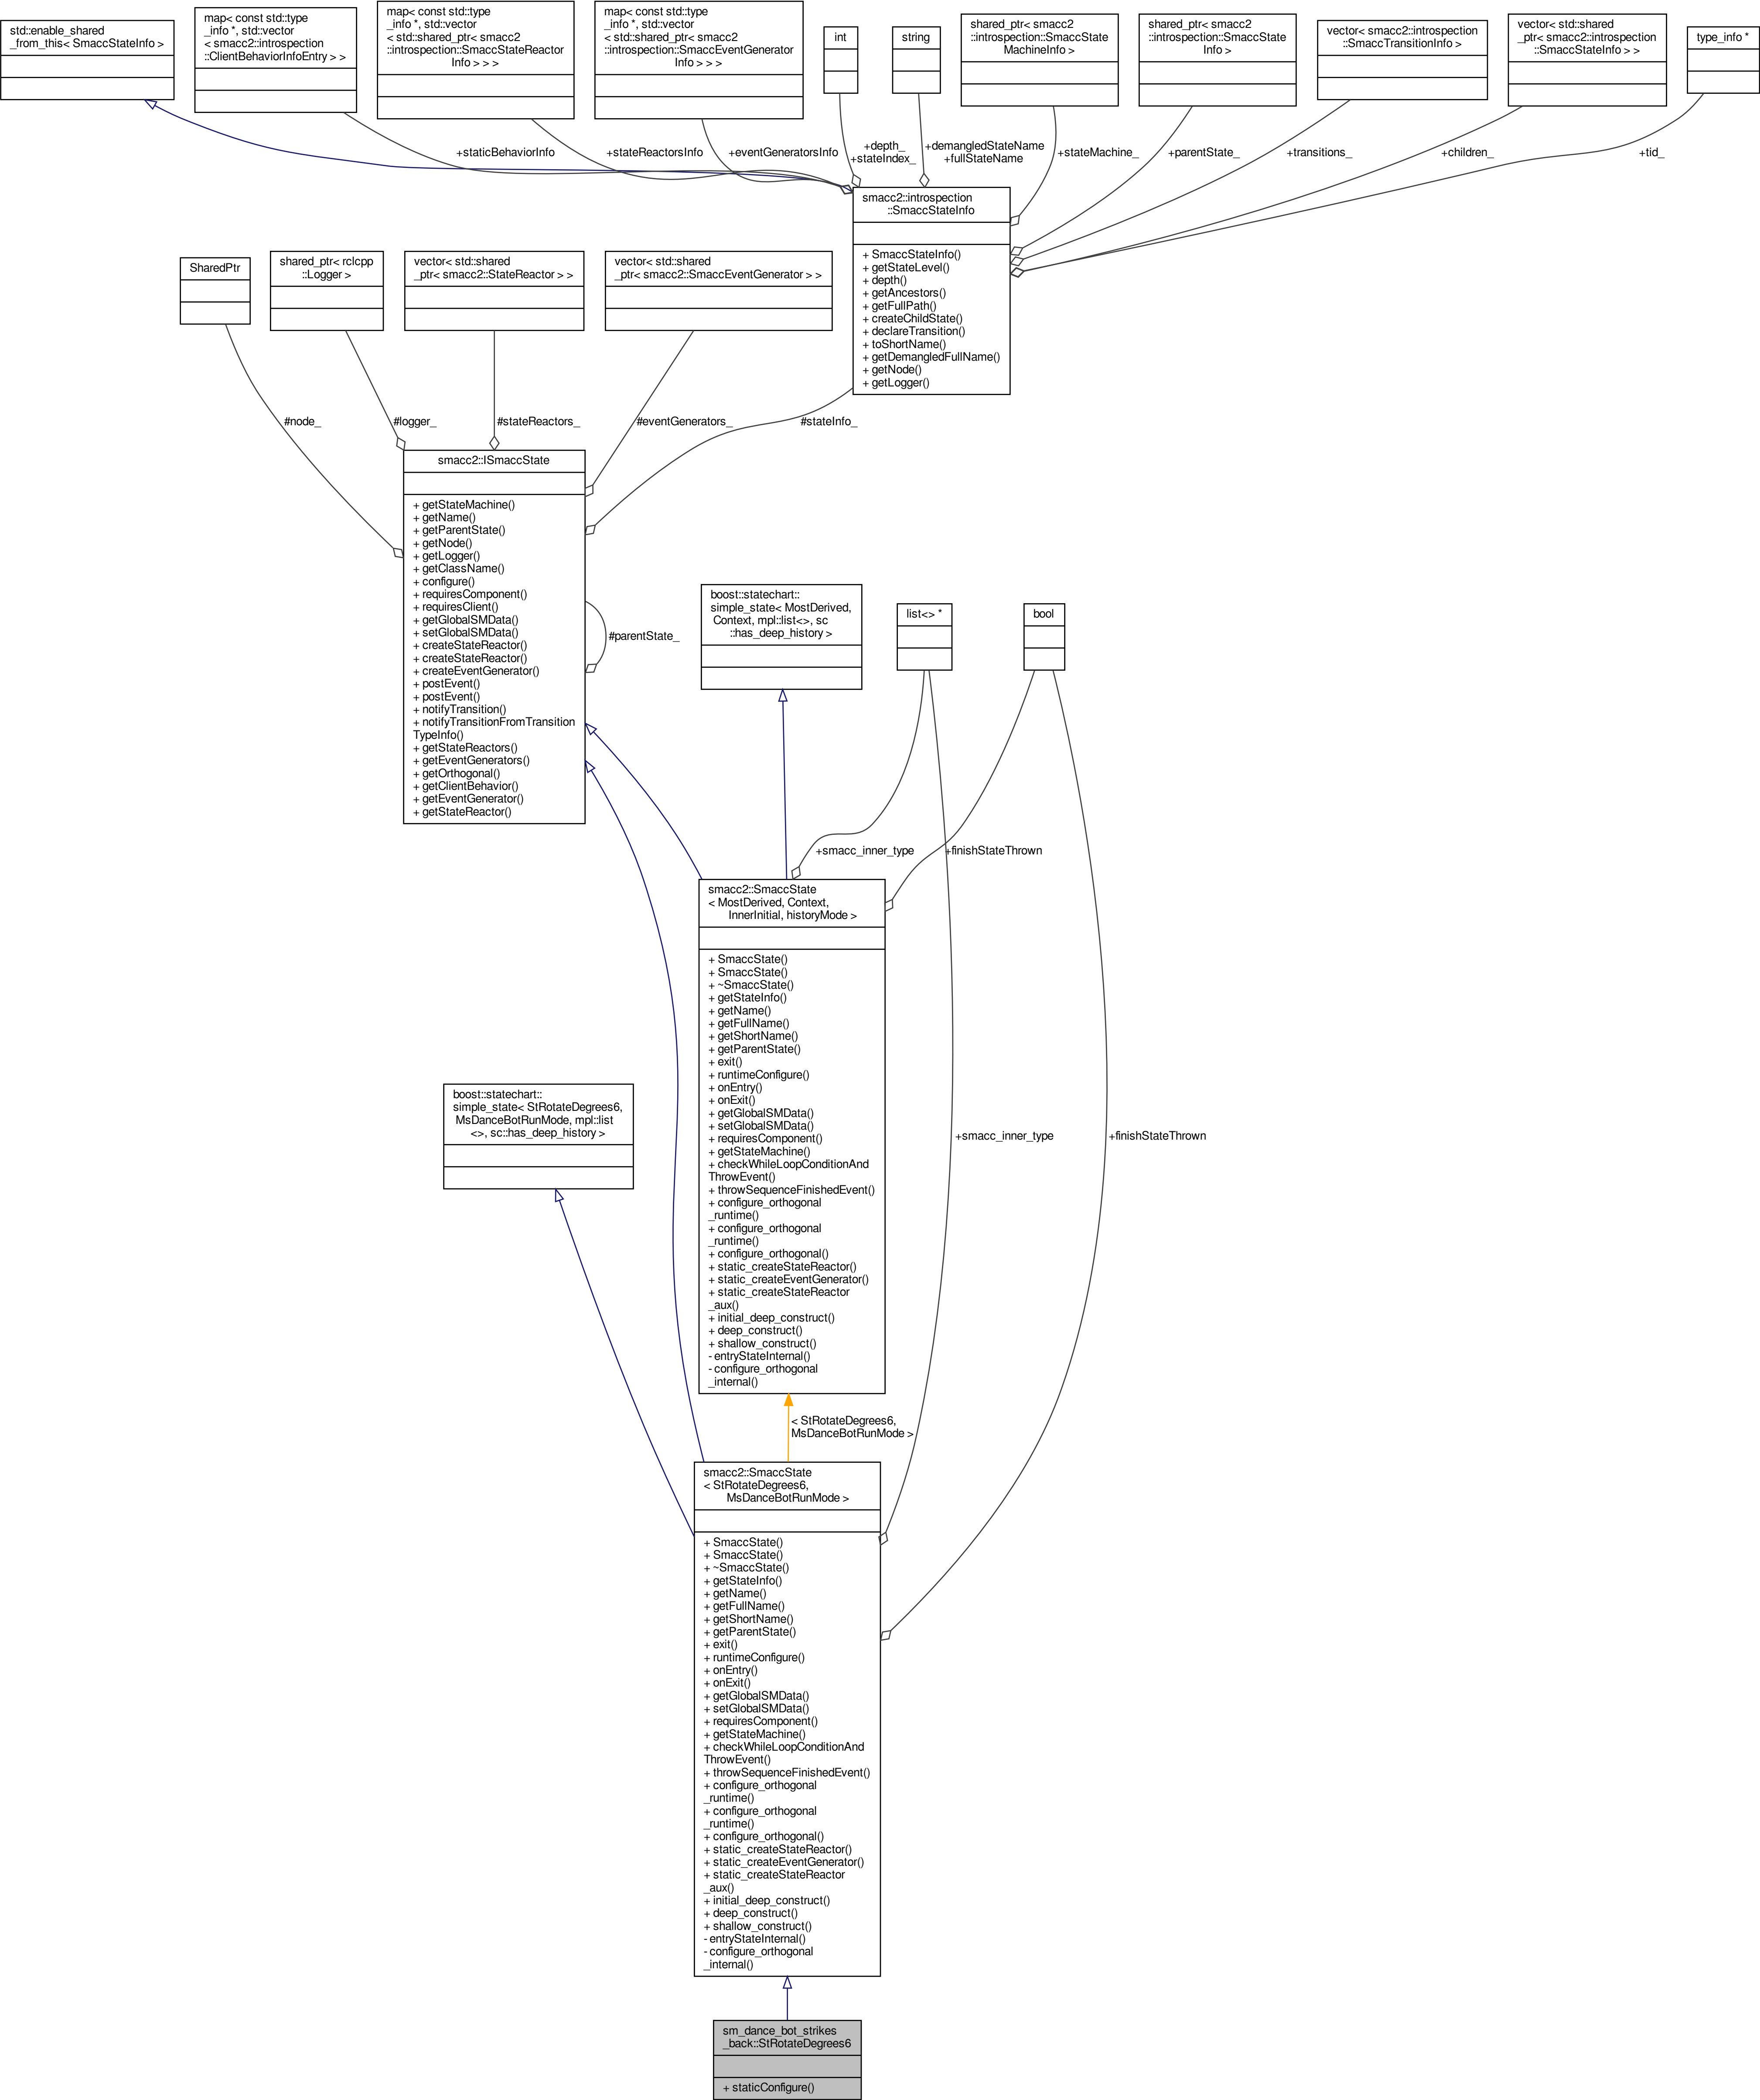 std::enable_shared
_from_this< SmaccStateInfo >
map< const std::type
_info *, std::vector
< smacc2::introspection
::ClientBehaviorInfoEntry > >
map< const std::type
_info *, std::vector
< std::shared_ptr< smacc2
::introspection::SmaccStateReactor
Info > > >
map< const std::type
_info *, std::vector
< std::shared_ptr< smacc2
::introspection::SmaccEventGenerator
Info > > >
int
string
shared_ptr< smacc2
::introspection::SmaccState
MachineInfo >
shared_ptr< smacc2
::introspection::SmaccState
Info >
vector< smacc2::introspection
::SmaccTransitionInfo >
vector< std::shared
_ptr< smacc2::introspection
::SmaccStateInfo > >
type_info *
+staticBehaviorInfo
+stateReactorsInfo
+eventGeneratorsInfo
+depth_
+stateIndex_
+demangledStateName
+fullStateName
+stateMachine_
+parentState_
+transitions_
+children_
+tid_
smacc2::introspection
::SmaccStateInfo
+ SmaccStateInfo()
+ getStateLevel()
+ depth()
+ getAncestors()
+ getFullPath()
+ createChildState()
+ declareTransition()
+ toShortName()
+ getDemangledFullName()
+ getNode()
+ getLogger()
SharedPtr
shared_ptr< rclcpp
::Logger >
vector< std::shared
_ptr< smacc2::StateReactor > >
vector< std::shared
_ptr< smacc2::SmaccEventGenerator > >
#node_
#logger_
#stateReactors_
#eventGenerators_
#stateInfo_
smacc2::ISmaccState
+ getStateMachine()
+ getName()
+ getParentState()
+ getNode()
+ getLogger()
+ getClassName()
+ configure()
+ requiresComponent()
+ requiresClient()
+ getGlobalSMData()
+ setGlobalSMData()
+ createStateReactor()
+ createStateReactor()
+ createEventGenerator()
+ postEvent()
+ postEvent()
+ notifyTransition()
+ notifyTransitionFromTransition
TypeInfo()
+ getStateReactors()
+ getEventGenerators()
+ getOrthogonal()
+ getClientBehavior()
+ getEventGenerator()
+ getStateReactor()
#parentState_
boost::statechart::
simple_state< MostDerived,
Context, mpl::list<>, sc
::has_deep_history >
list<> *
bool
+smacc_inner_type
+finishStateThrown
smacc2::SmaccState
< MostDerived, Context,
InnerInitial, historyMode >
+ SmaccState()
+ SmaccState()
+ ~SmaccState()
+ getStateInfo()
+ getName()
+ getFullName()
+ getShortName()
+ getParentState()
+ exit()
+ runtimeConfigure()
+ onEntry()
+ onExit()
+ getGlobalSMData()
+ setGlobalSMData()
+ requiresComponent()
+ getStateMachine()
+ checkWhileLoopConditionAnd
ThrowEvent()
+ throwSequenceFinishedEvent()
+ configure_orthogonal
_runtime()
+ configure_orthogonal
_runtime()
+ configure_orthogonal()
+ static_createStateReactor()
+ static_createEventGenerator()
+ static_createStateReactor
_aux()
+ initial_deep_construct()
+ deep_construct()
+ shallow_construct()
- entryStateInternal()
- configure_orthogonal
_internal()
boost::statechart::
simple_state< StRotateDegrees6,
MsDanceBotRunMode, mpl::list
<>, sc::has_deep_history >
+smacc_inner_type
+finishStateThrown
< StRotateDegrees6,
MsDanceBotRunMode >
smacc2::SmaccState
< StRotateDegrees6,
MsDanceBotRunMode >
+ SmaccState()
+ SmaccState()
+ ~SmaccState()
+ getStateInfo()
+ getName()
+ getFullName()
+ getShortName()
+ getParentState()
+ exit()
+ runtimeConfigure()
+ onEntry()
+ onExit()
+ getGlobalSMData()
+ setGlobalSMData()
+ requiresComponent()
+ getStateMachine()
+ checkWhileLoopConditionAnd
ThrowEvent()
+ throwSequenceFinishedEvent()
+ configure_orthogonal
_runtime()
+ configure_orthogonal
_runtime()
+ configure_orthogonal()
+ static_createStateReactor()
+ static_createEventGenerator()
+ static_createStateReactor
_aux()
+ initial_deep_construct()
+ deep_construct()
+ shallow_construct()
- entryStateInternal()
- configure_orthogonal
_internal()
sm_dance_bot_strikes
_back::StRotateDegrees6
+ staticConfigure()